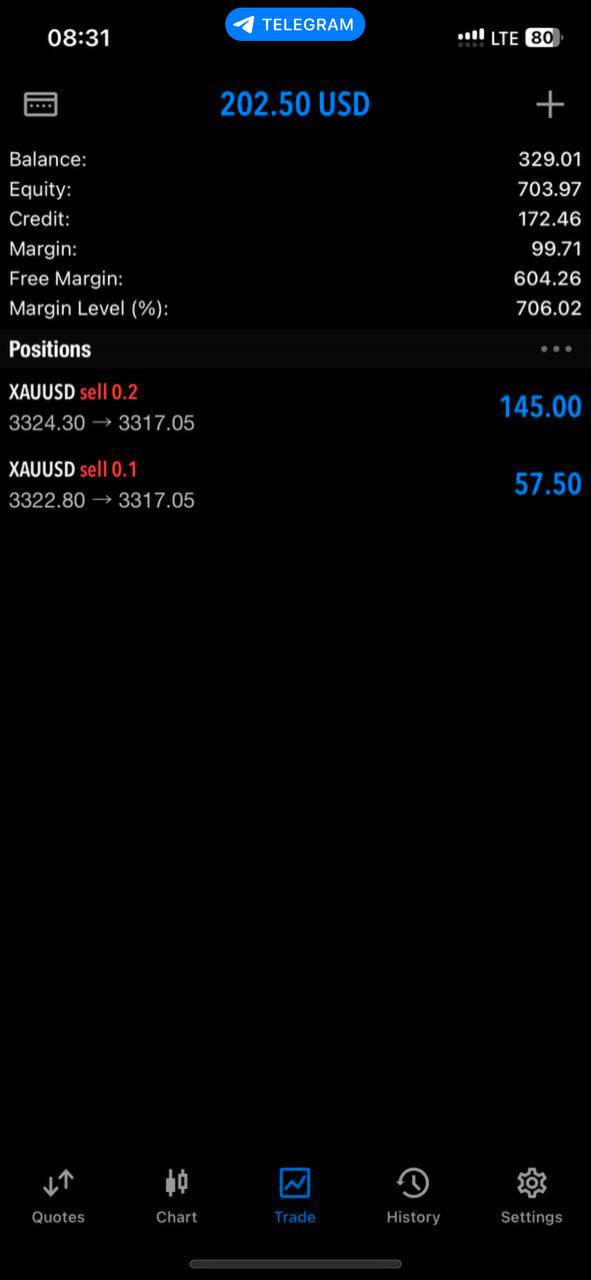 08:31 TELEGRAM LTE 80
202.50 USD
Balance: 329.01
Equity: 703.97
Credit: 172.46
Margin: 99.71
Free Margin: 604.26
Margin Level (%): 706.02
Positions
XAUUSD sell 0.2
3324.30 → 3317.05 145.00
XAUUSD sell 0.1
3322.80 → 3317.05 57.50
Quotes Chart Trade History Settings